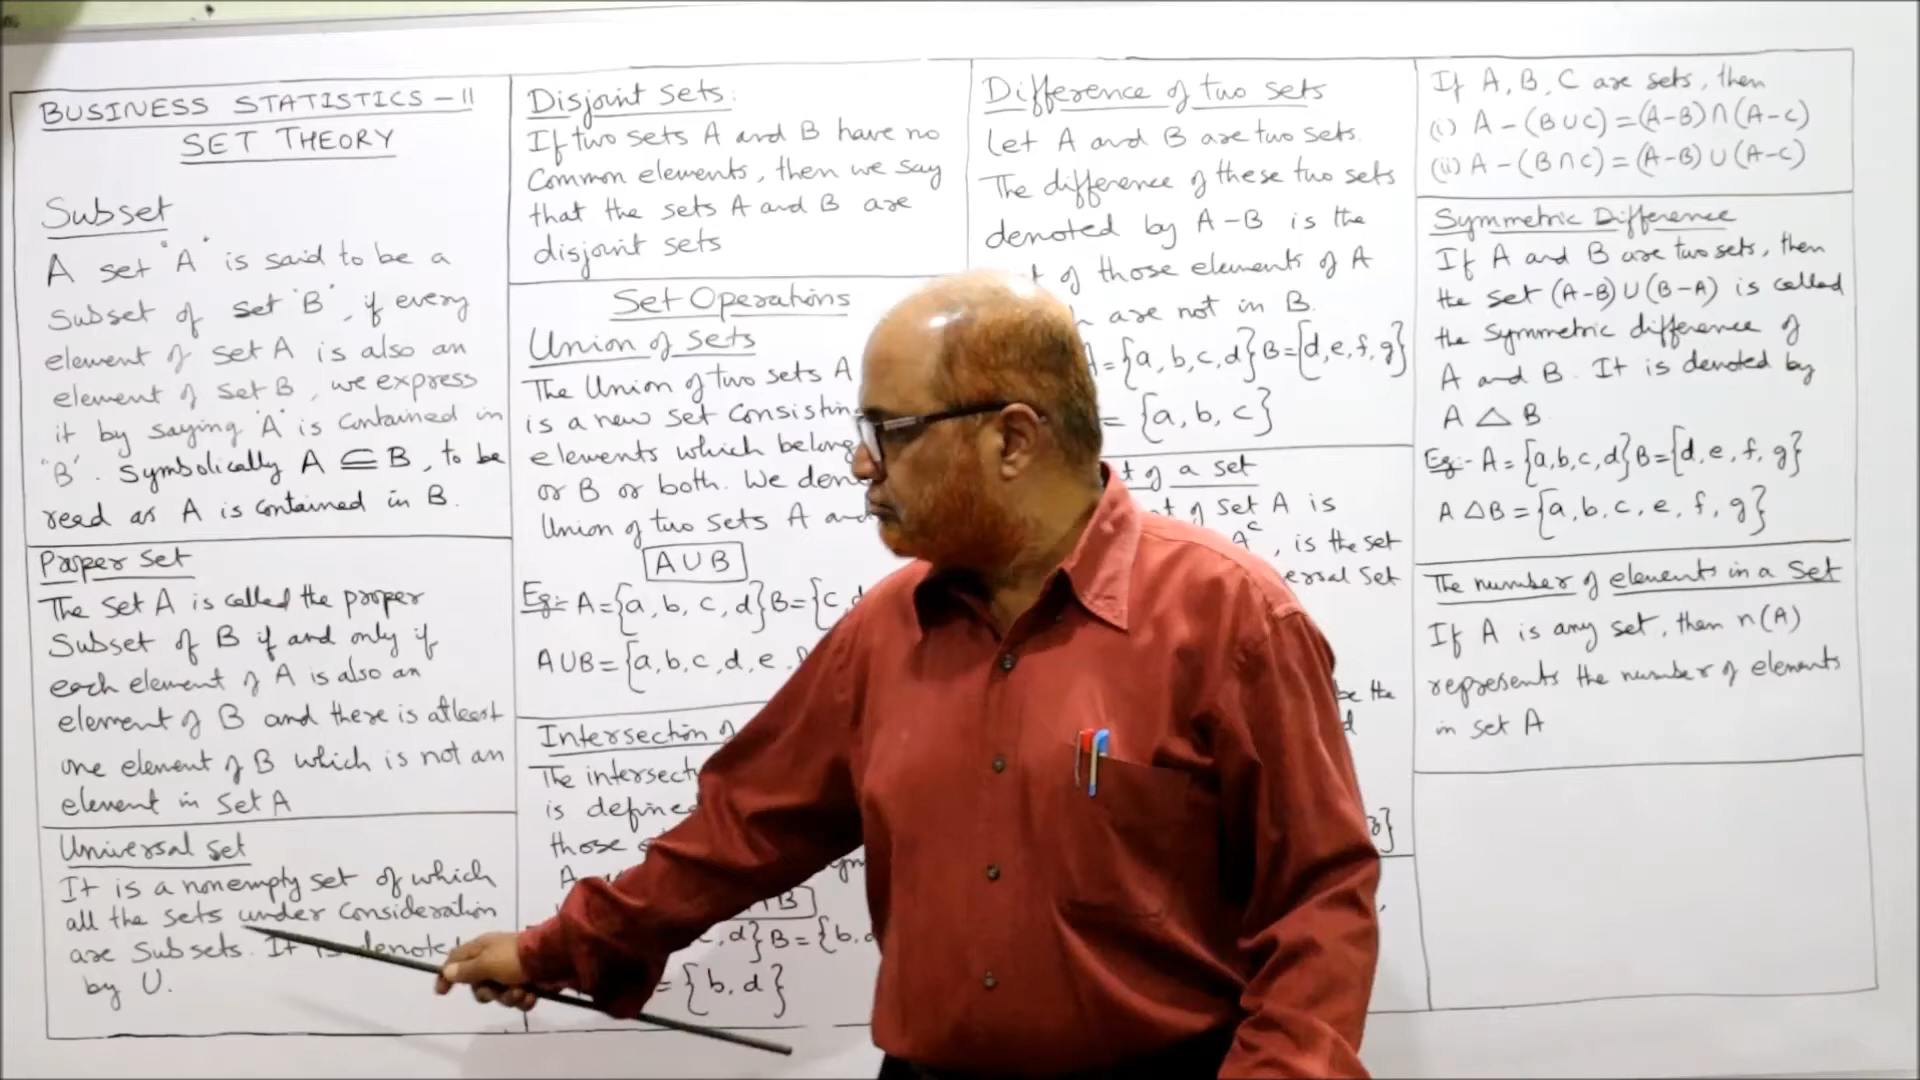 BUSINESS STATISTICS - II
SET THEORY
Subset
A set "A" is said to be a
subset of set "B", if every
element of set A is also an
element of set B, we express
it by saying 'A' is contained in
"B". Symbolically A ⊆ B, to be
read as A is contained in B.
Proper set
The set A is called the proper
Subset of B if and only if
each element of A is also an
element of B and there is atleast
one element of B which is not an
element in set A
Universal set
It is a nonempty set of which
all the sets under consideration
are Subsets. It is denoted
by U.
Disjoint sets:
If two sets A and B have no
Common elements, then we say
that the sets A and B are
disjoint sets
Set Operations
Union of sets
The Union of two sets A
is a new set consisting
elements which belong
or B or both. We
Union of two sets A and
A∪B
Eg:- A={a, b, c, d} B={c,
A∪B={a, b, c, d, e,
Intersection of
The
is
those
B
, d} B={b,
= {b, d}
Difference of two sets
Let A and B are two sets.
The difference of these two sets
denoted by A-B is the
of those elements of A
are not in B.
={a, b, c, d} B={d, e, f, g}
= {a, b, c}
of a set
of set A is
Aᶜ, is the set
Set
be the
If A, B, C are sets, then
(i) A-(B∪C)=(A-B)∩(A-C)
(ii) A-(B∩C)=(A-B)∪(A-C)
Symmetric Difference
If A and B are two sets, then
the set (A-B)∪(B-A) is called
the symmetric difference of
A and B. It is denoted by
A △ B
Eg:- A={a, b, c, d} B={d, e, f, g}
A△B={a, b, c, e, f, g}
The number of elements in a set
If A is any set, then n(A)
represents the number of elements
in set A